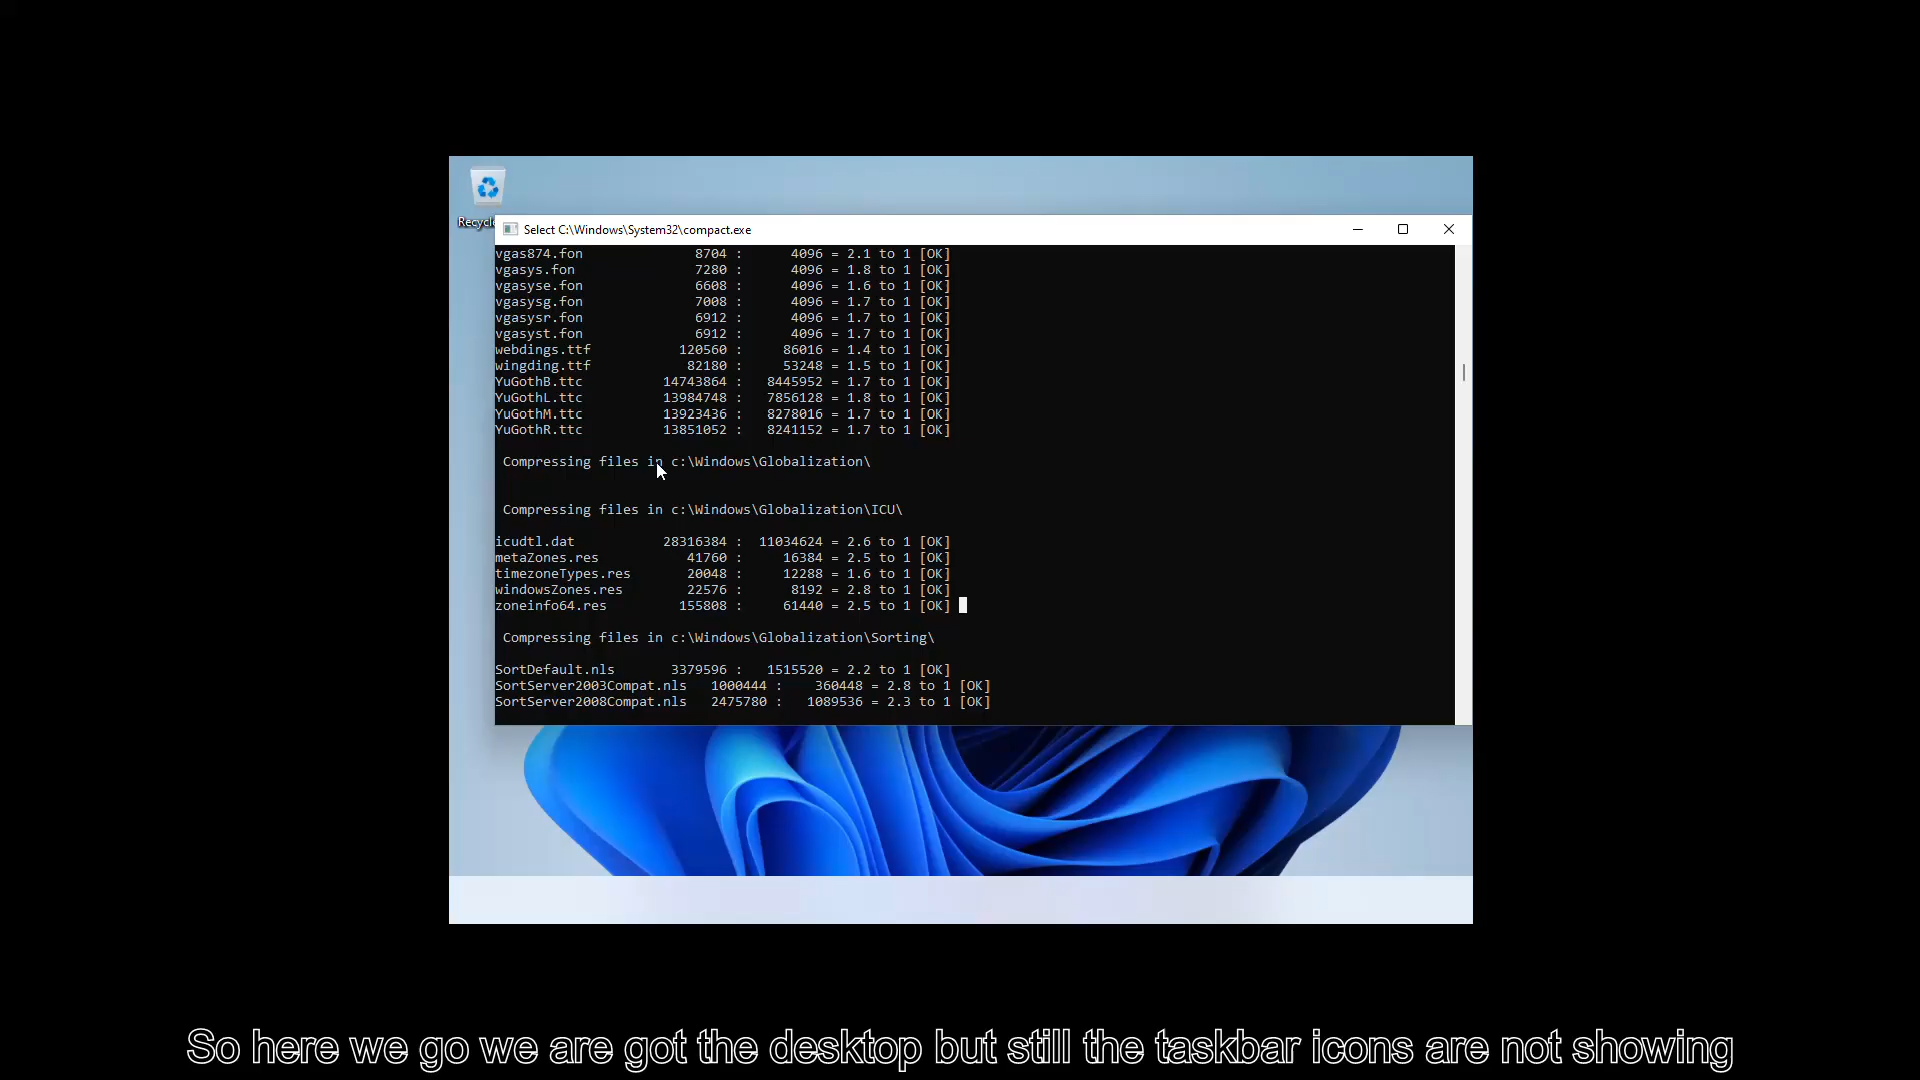 Recycle
Select C:\Windows\System32\compact.exe
vgas874.fon 8704 : 4096 = 2.1 to 1 [OK]
vgasys.fon 7280 : 4096 = 1.8 to 1 [OK]
vgasyse.fon 6608 : 4096 = 1.6 to 1 [OK]
vgasysg.fon 7008 : 4096 = 1.7 to 1 [OK]
vgasysr.fon 6912 : 4096 = 1.7 to 1 [OK]
vgasyst.fon 6912 : 4096 = 1.7 to 1 [OK]
webdings.ttf 120560 : 86016 = 1.4 to 1 [OK]
wingding.ttf 82180 : 53248 = 1.5 to 1 [OK]
YuGothB.ttc 14743864 : 8445952 = 1.7 to 1 [OK]
YuGothL.ttc 13984748 : 7856128 = 1.8 to 1 [OK]
YuGothM.ttc 13923436 : 8278016 = 1.7 to 1 [OK]
YuGothR.ttc 13851052 : 8241152 = 1.7 to 1 [OK]
Compressing files in c:\Windows\Globalization\
Compressing files in c:\Windows\Globalization\ICU\
icudtl.dat 28316384 : 11034624 = 2.6 to 1 [OK]
metaZones.res 41760 : 16384 = 2.5 to 1 [OK]
timezoneTypes.res 20048 : 12288 = 1.6 to 1 [OK]
windowsZones.res 22576 : 8192 = 2.8 to 1 [OK]
zoneinfo64.res 155808 : 61440 = 2.5 to 1 [OK]
Compressing files in c:\Windows\Globalization\Sorting\
SortDefault.nls 3379596 : 1515520 = 2.2 to 1 [OK]
SortServer2003Compat.nls 1000444 : 360448 = 2.8 to 1 [OK]
SortServer2008Compat.nls 2475780 : 1089536 = 2.3 to 1 [OK]
So here we go we are got the desktop but still the taskbar icons are not showing